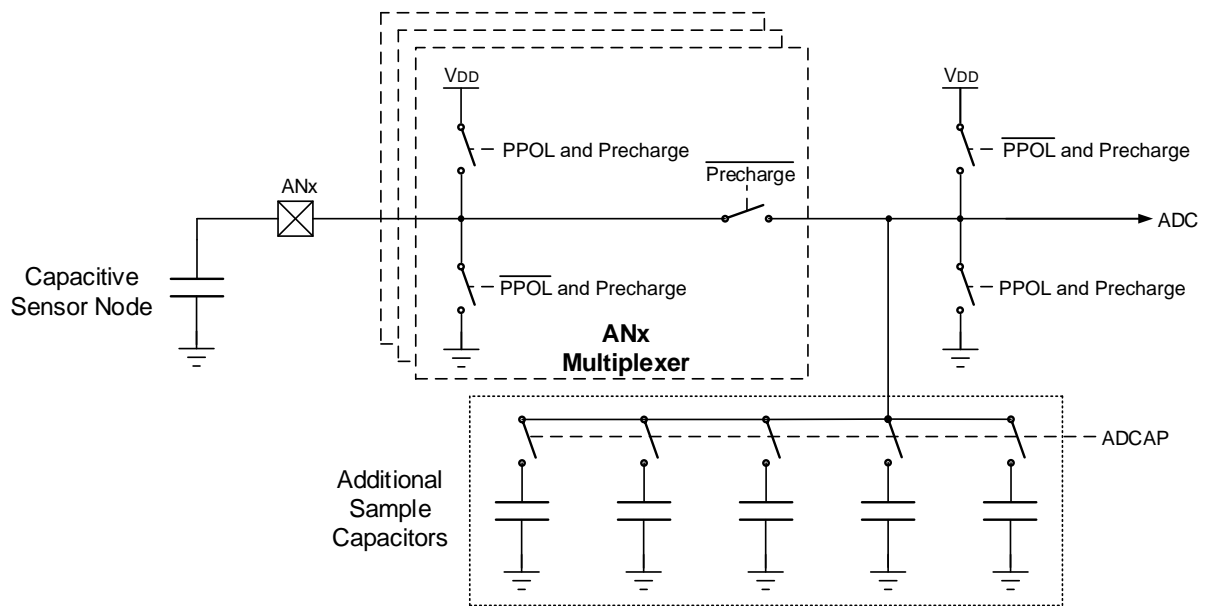 VDD
VDD
PPOL and Precharge
PPOL and Precharge
Precharge
ANx
ADC
Capacitive
Sensor Node
PPOL and Precharge
PPOL and Precharge
ANx
Multiplexer
ADCAP
Additional
Sample
Capacitors